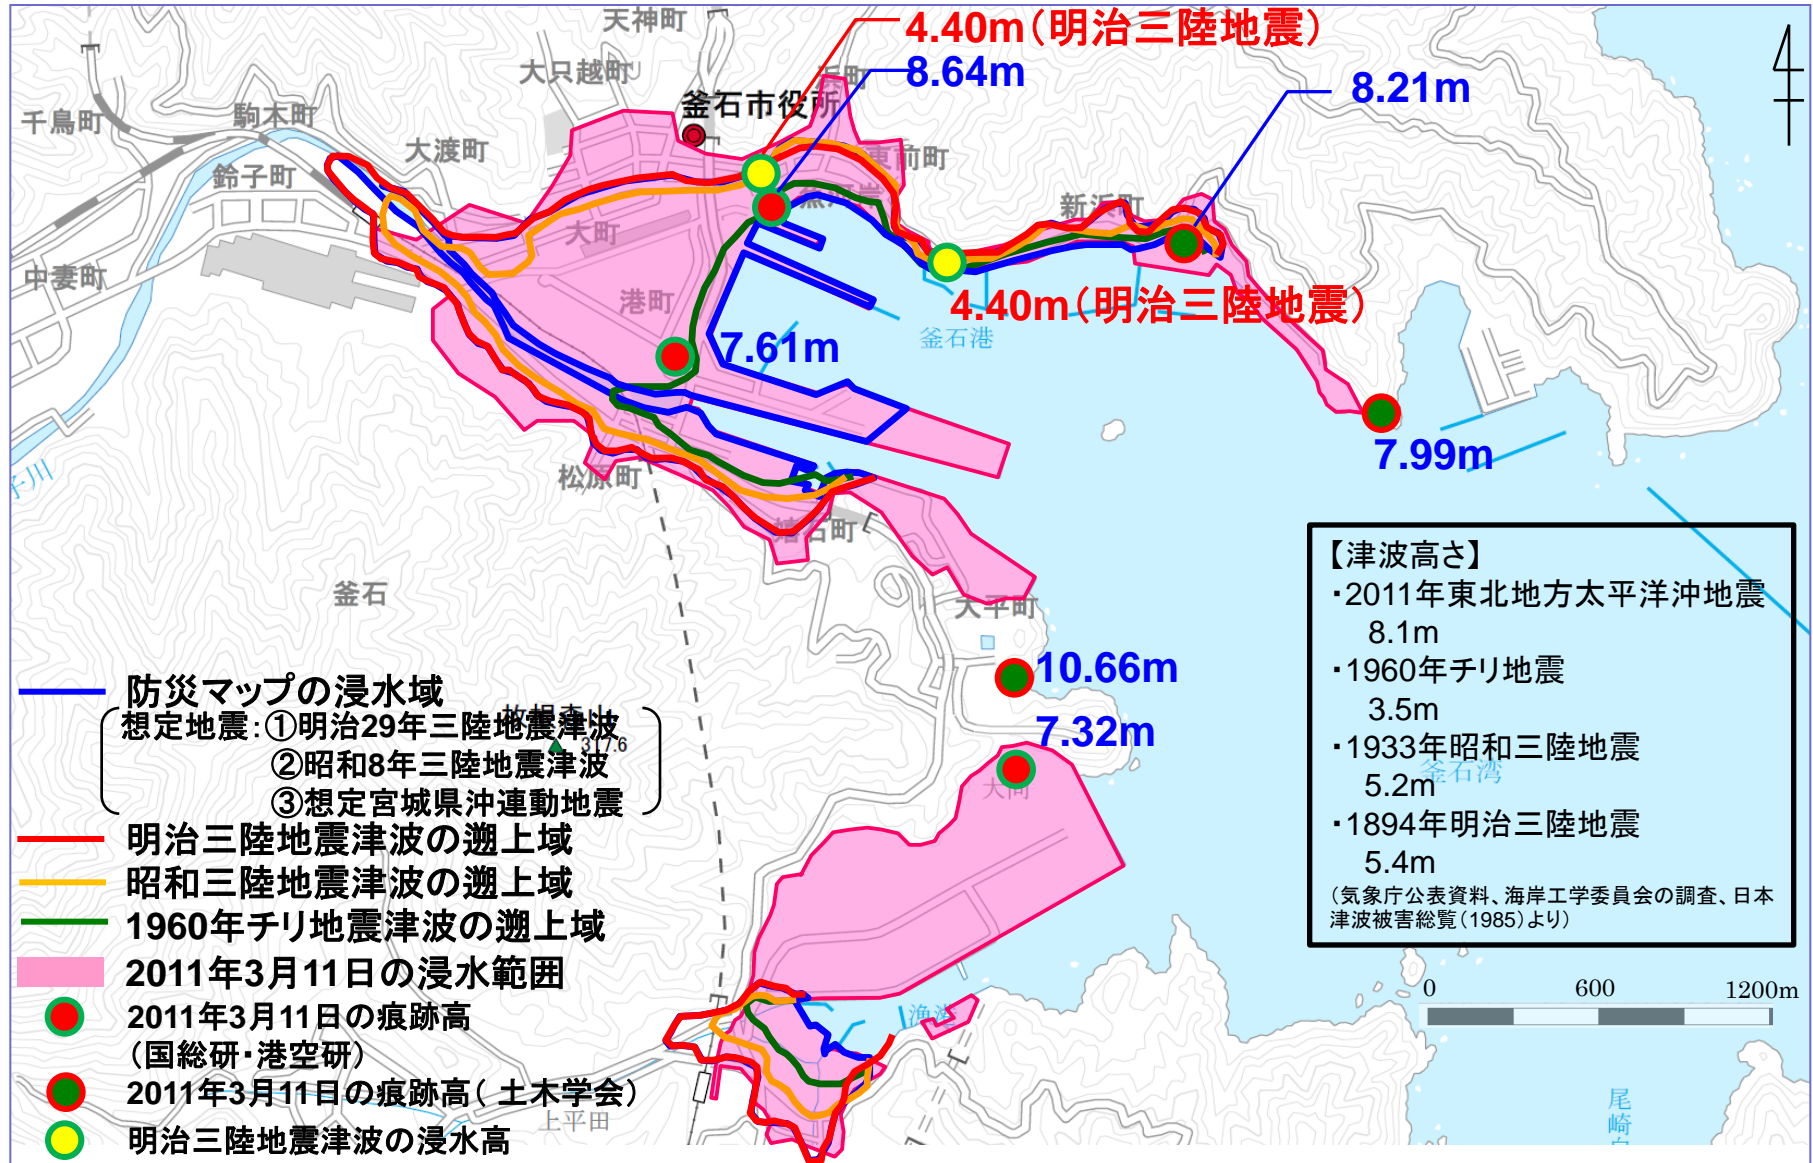 天神町
4.40m（明治三陸地震）
大只越町
8.64m
浜町
8.21m
釜石市役所
千鳥町
駒木町
大渡町
東前町
鈴子町
魚河岸
新浜町
大町
中妻町
港町
4.40m（明治三陸地震）
釜石港
7.61m
7.99m
松原町
嬉石町
釜石
大平町
10.66m
7.32m
317.6
大向
釜石湾
漁港
上平田
【津波高さ】
・2011年東北地方太平洋沖地震
8.1m
・1960年チリ地震
3.5m
・1933年昭和三陸地震
5.2m
・1894年明治三陸地震
5.4m
（気象庁公表資料、海岸工学委員会の調査、日本
津波被害総覧（1985）より）
0 600 1200m
防災マップの浸水域
想定地震：①明治29年三陸地震津波
②昭和8年三陸地震津波
③想定宮城県沖連動地震
明治三陸地震津波の遡上域
昭和三陸地震津波の遡上域
1960年チリ地震津波の遡上域
2011年3月11日の浸水範囲
2011年3月11日の痕跡高
（国総研・港空研）
2011年3月11日の痕跡高（ 土木学会）
明治三陸地震津波の浸水高